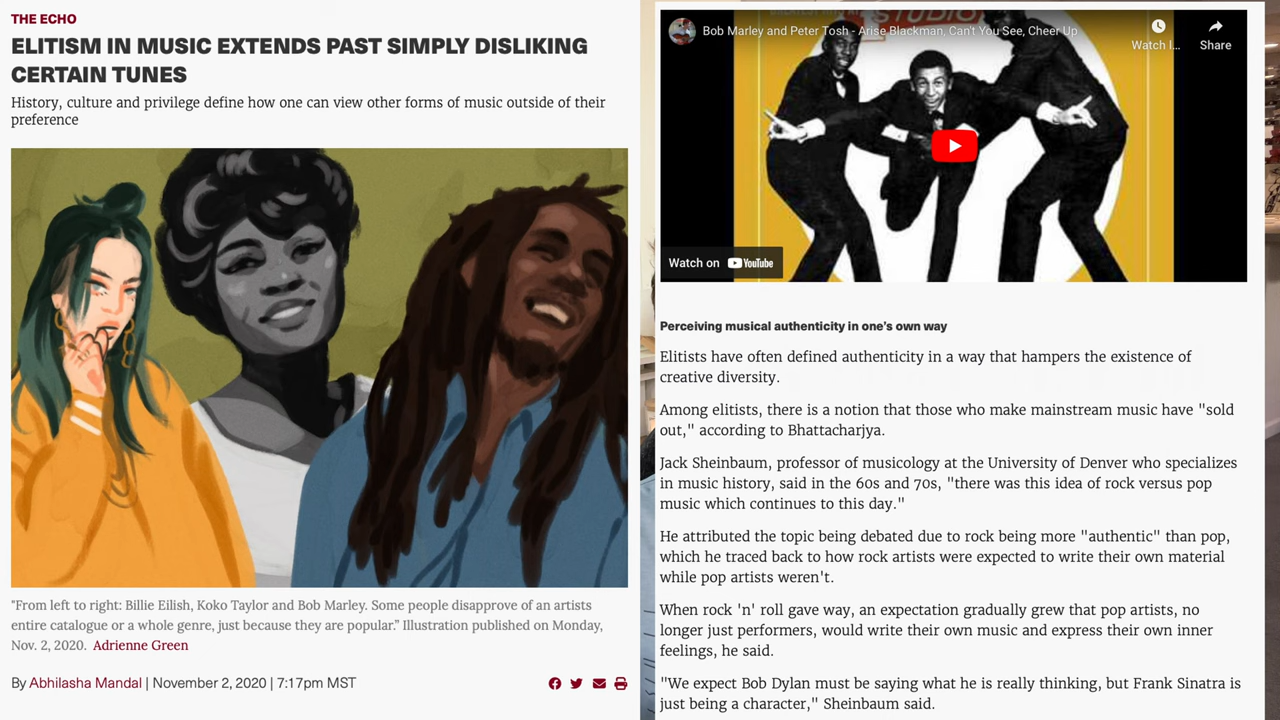 THE ECHO
ELITISM IN MUSIC EXTENDS PAST SIMPLY DISLIKING
CERTAIN TUNES
History, culture and privilege define how one can view other forms of music outside of their
preference
"From left to right: Billie Eilish, Koko Taylor and Bob Marley. Some people disapprove of an artists
entire catalogue or a whole genre, just because they are popular.” Illustration published on Monday,
Nov. 2, 2020. Adrienne Green
By Abhilasha Mandal | November 2, 2020 | 7:17pm MST
STUDIO
Bob Marley and Peter Tosh - Arise Blackman, Can't You See, Cheer Up
Watch l...
Share
Watch on YouTube
Perceiving musical authenticity in one’s own way
Elitists have often defined authenticity in a way that hampers the existence of
creative diversity.
Among elitists, there is a notion that those who make mainstream music have "sold
out," according to Bhattacharjya.
Jack Sheinbaum, professor of musicology at the University of Denver who specializes
in music history, said in the 60s and 70s, "there was this idea of rock versus pop
music which continues to this day."
He attributed the topic being debated due to rock being more "authentic" than pop,
which he traced back to how rock artists were expected to write their own material
while pop artists weren't.
When rock 'n' roll gave way, an expectation gradually grew that pop artists, no
longer just performers, would write their own music and express their own inner
feelings, he said.
"We expect Bob Dylan must be saying what he is really thinking, but Frank Sinatra is
just being a character," Sheinbaum said.